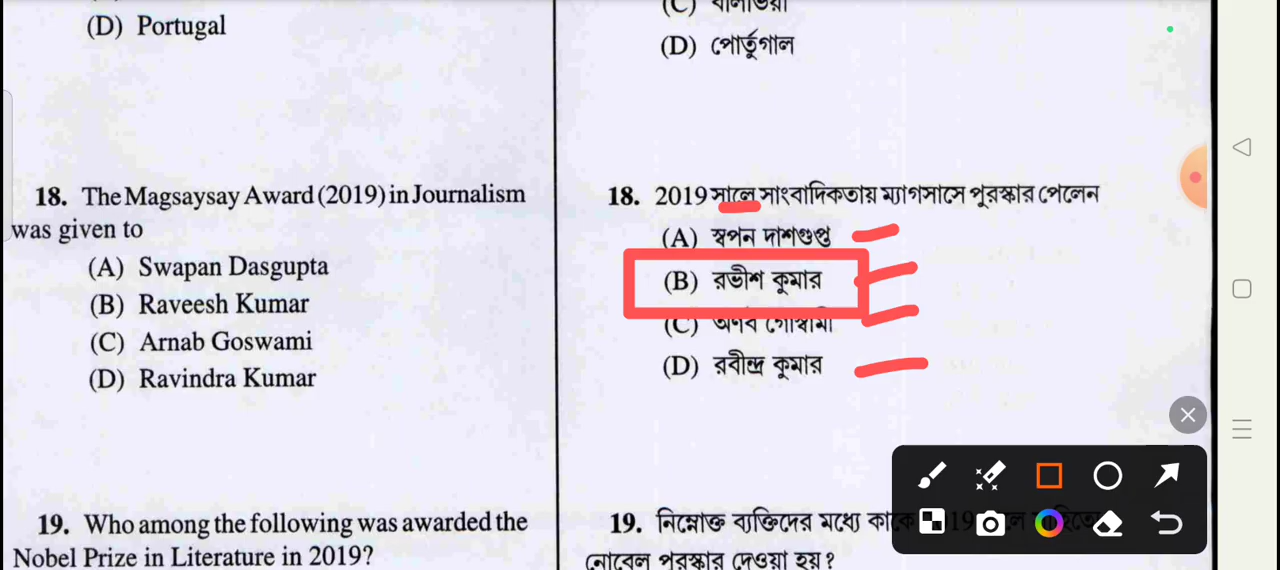 (D) Portugal
18. The Magsaysay Award (2019) in Journalism
was given to
(A) Swapan Dasgupta
(B) Raveesh Kumar
(C) Arnab Goswami
(D) Ravindra Kumar
19. Who among the following was awarded the
Nobel Prize in Literature in 2019?
(D) পোর্তুগাল
18. 2019 সালে সাংবাদিকতায় ম্যাগসাসে পুরস্কার পেলেন
(A) স্বপন দাশগুপ্ত
(B) রভীশ কুমার
(C) অর্ণব গোস্বামী
(D) রবীন্দ্র কুমার
19. নিম্নোক্ত ব্যক্তিদের মধ্যে
নোবেল পুরস্কার দেওয়া হয়?